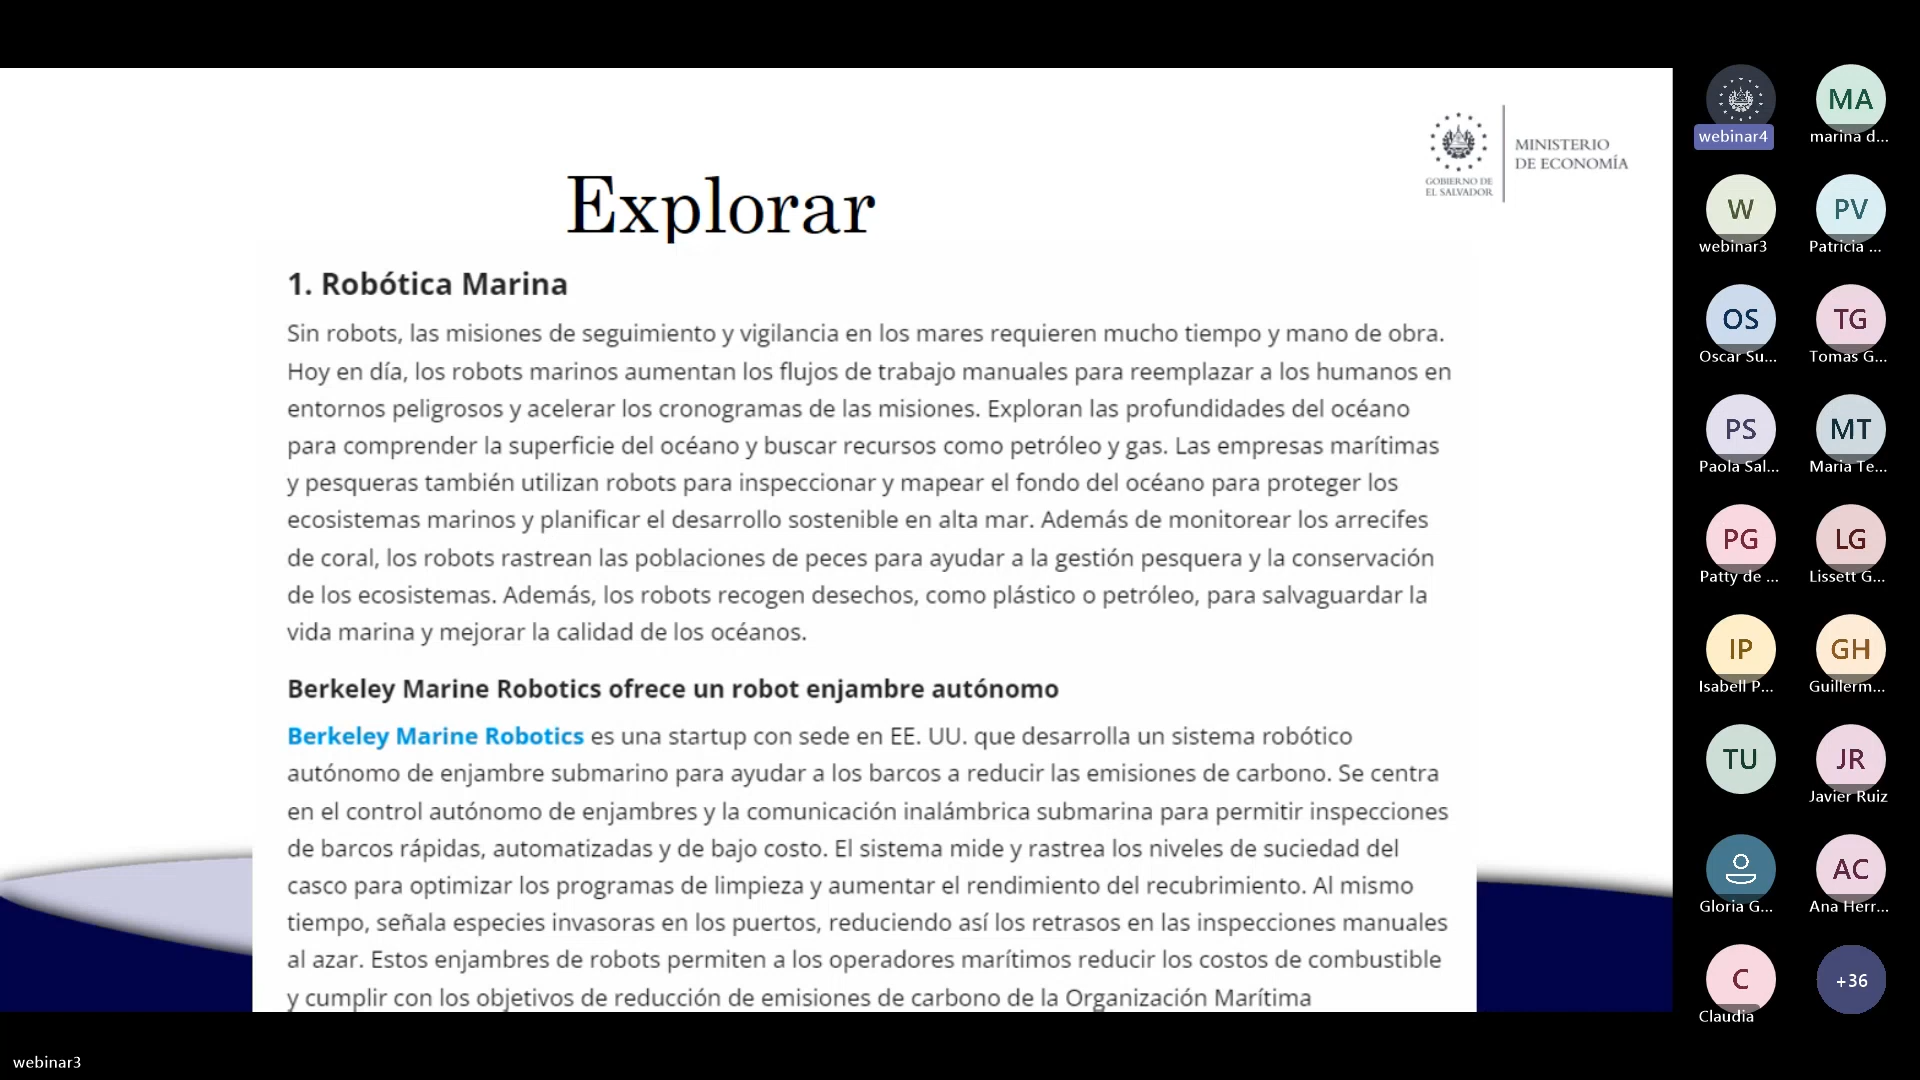 Explorar
GOBIERNO DE
EL SALVADOR
MINISTERIO
DE ECONOMÍA
1. Robótica Marina
Sin robots, las misiones de seguimiento y vigilancia en los mares requieren mucho tiempo y mano de obra.
Hoy en día, los robots marinos aumentan los flujos de trabajo manuales para reemplazar a los humanos en
entornos peligrosos y acelerar los cronogramas de las misiones. Exploran las profundidades del océano
para comprender la superficie del océano y buscar recursos como petróleo y gas. Las empresas marítimas
y pesqueras también utilizan robots para inspeccionar y mapear el fondo del océano para proteger los
ecosistemas marinos y planificar el desarrollo sostenible en alta mar. Además de monitorear los arrecifes
de coral, los robots rastrean las poblaciones de peces para ayudar a la gestión pesquera y la conservación
de los ecosistemas. Además, los robots recogen desechos, como plástico o petróleo, para salvaguardar la
vida marina y mejorar la calidad de los océanos.
Berkeley Marine Robotics ofrece un robot enjambre autónomo
Berkeley Marine Robotics es una startup con sede en EE. UU. que desarrolla un sistema robótico
autónomo de enjambre submarino para ayudar a los barcos a reducir las emisiones de carbono. Se centra
en el control autónomo de enjambres y la comunicación inalámbrica submarina para permitir inspecciones
de barcos rápidas, automatizadas y de bajo costo. El sistema mide y rastrea los niveles de suciedad del
casco para optimizar los programas de limpieza y aumentar el rendimiento del recubrimiento. Al mismo
tiempo, señala especies invasoras en los puertos, reduciendo así los retrasos en las inspecciones manuales
al azar. Estos enjambres de robots permiten a los operadores marítimos reducir los costos de combustible
y cumplir con los objetivos de reducción de emisiones de carbono de la Organización Marítima
webinar4
MA
marina d...
W
webinar3
PV
Patricia ...
OS
Oscar Su...
TG
Tomas G...
PS
Paola Sal...
MT
Maria Te...
PG
Patty de ...
LG
Lissett G...
IP
Isabell P...
GH
Guillerm...
TU
JR
Javier Ruiz
Gloria G...
AC
Ana Herr...
C
Claudia
+36
webinar3